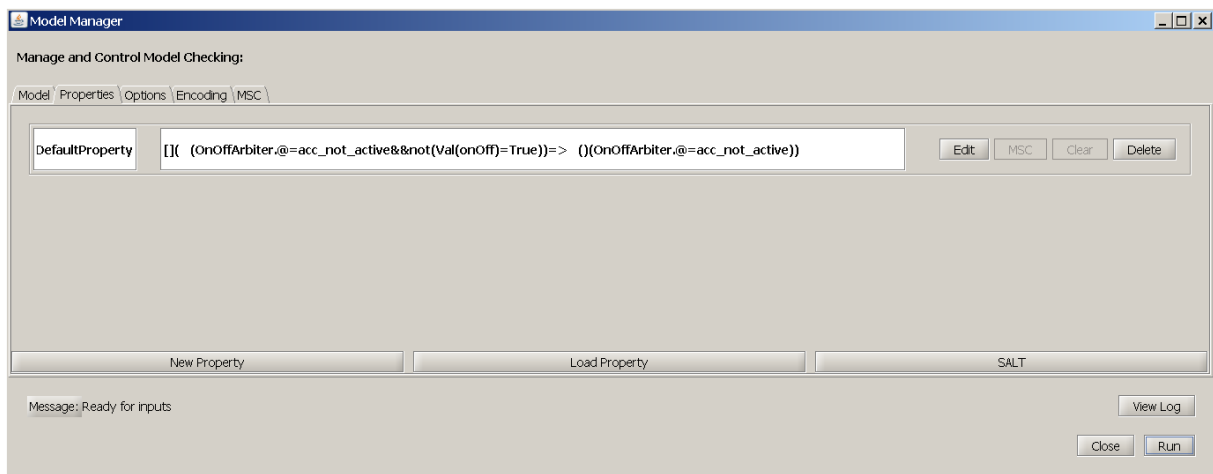 Model Manager
Manage and Control Model Checking:
Model Properties Options Encoding MSC
DefaultProperty [](  (OnOffArbiter.@=acc_not_active&&not(Val(onOff)=True))=>  ()(OnOffArbiter.@=acc_not_active)) Edit MSC Clear Delete
New Property Load Property SALT
Message: Ready for inputs View Log
Close Run